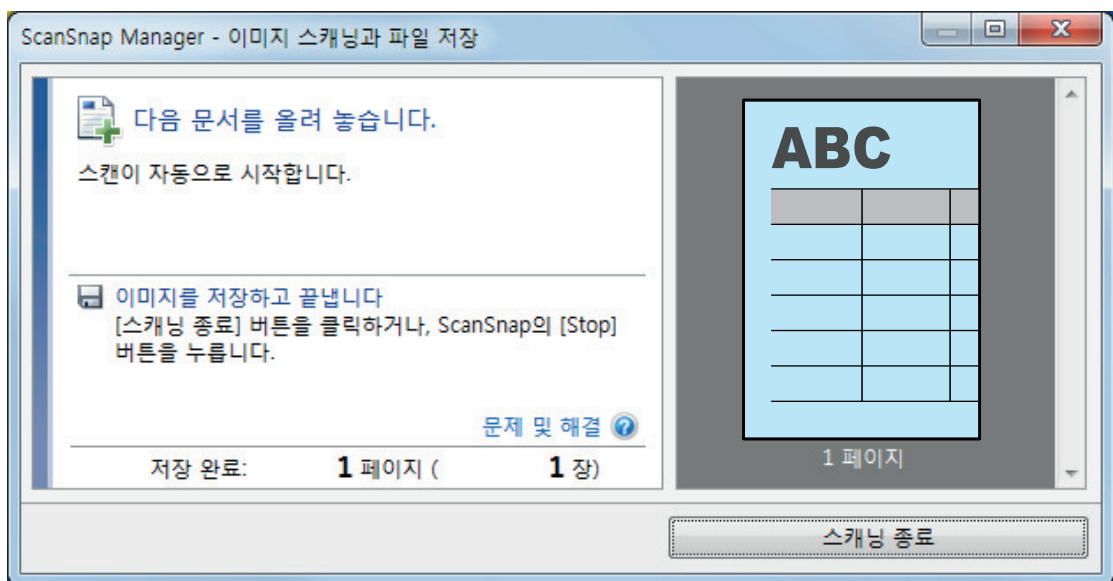 ScanSnap Manager - 이미지 스캐닝과 파일 저장
다음 문서를 올려 놓습니다.
스캔이 자동으로 시작합니다.
이미지를 저장하고 끝냅니다
[스캐닝 종료] 버튼을 클릭하거나, ScanSnap의 [Stop]
버튼을 누릅니다.
문제 및 해결
저장 완료: 1 페이지 ( 1 장)
ABC
1 페이지
스캐닝 종료